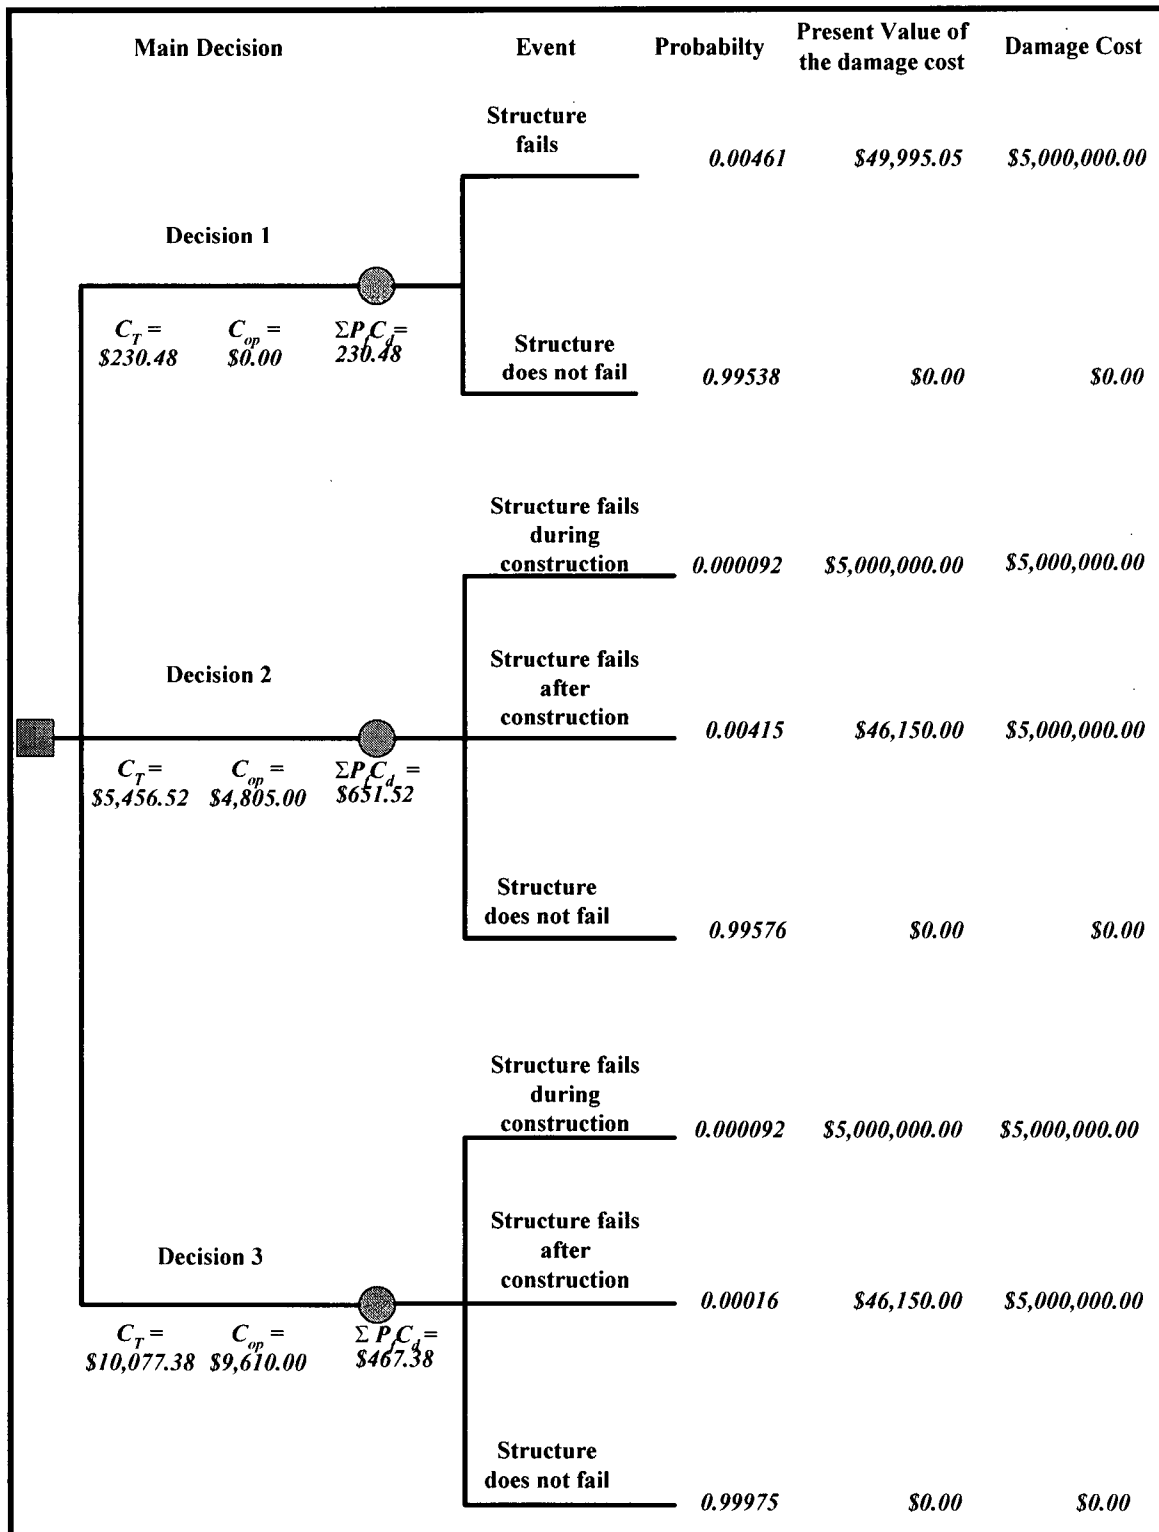 Main Decision
Event
Probabilty
Present Value of
the damage cost
Damage Cost
Structure
fails
0.00461
$49,995.05
$5,000,000.00
Decision 1
C_T =
$230.48
C_op =
$0.00
ΣP_fC_d=
230.48
Structure
does not fail
0.99538
$0.00
$0.00
Structure fails
during
construction
0.000092
$5,000,000.00
$5,000,000.00
Decision 2
Structure fails
after
construction
0.00415
$46,150.00
$5,000,000.00
C_T =
$5,456.52
C_op =
$4,805.00
ΣP_fC_d =
$651.52
Structure
does not fail
0.99576
$0.00
$0.00
Structure fails
during
construction
0.000092
$5,000,000.00
$5,000,000.00
Decision 3
Structure fails
after
construction
0.00016
$46,150.00
$5,000,000.00
C_T =
$10,077.38
C_op =
$9,610.00
Σ P_fC_d=
$467.38
Structure
does not fail
0.99975
$0.00
$0.00